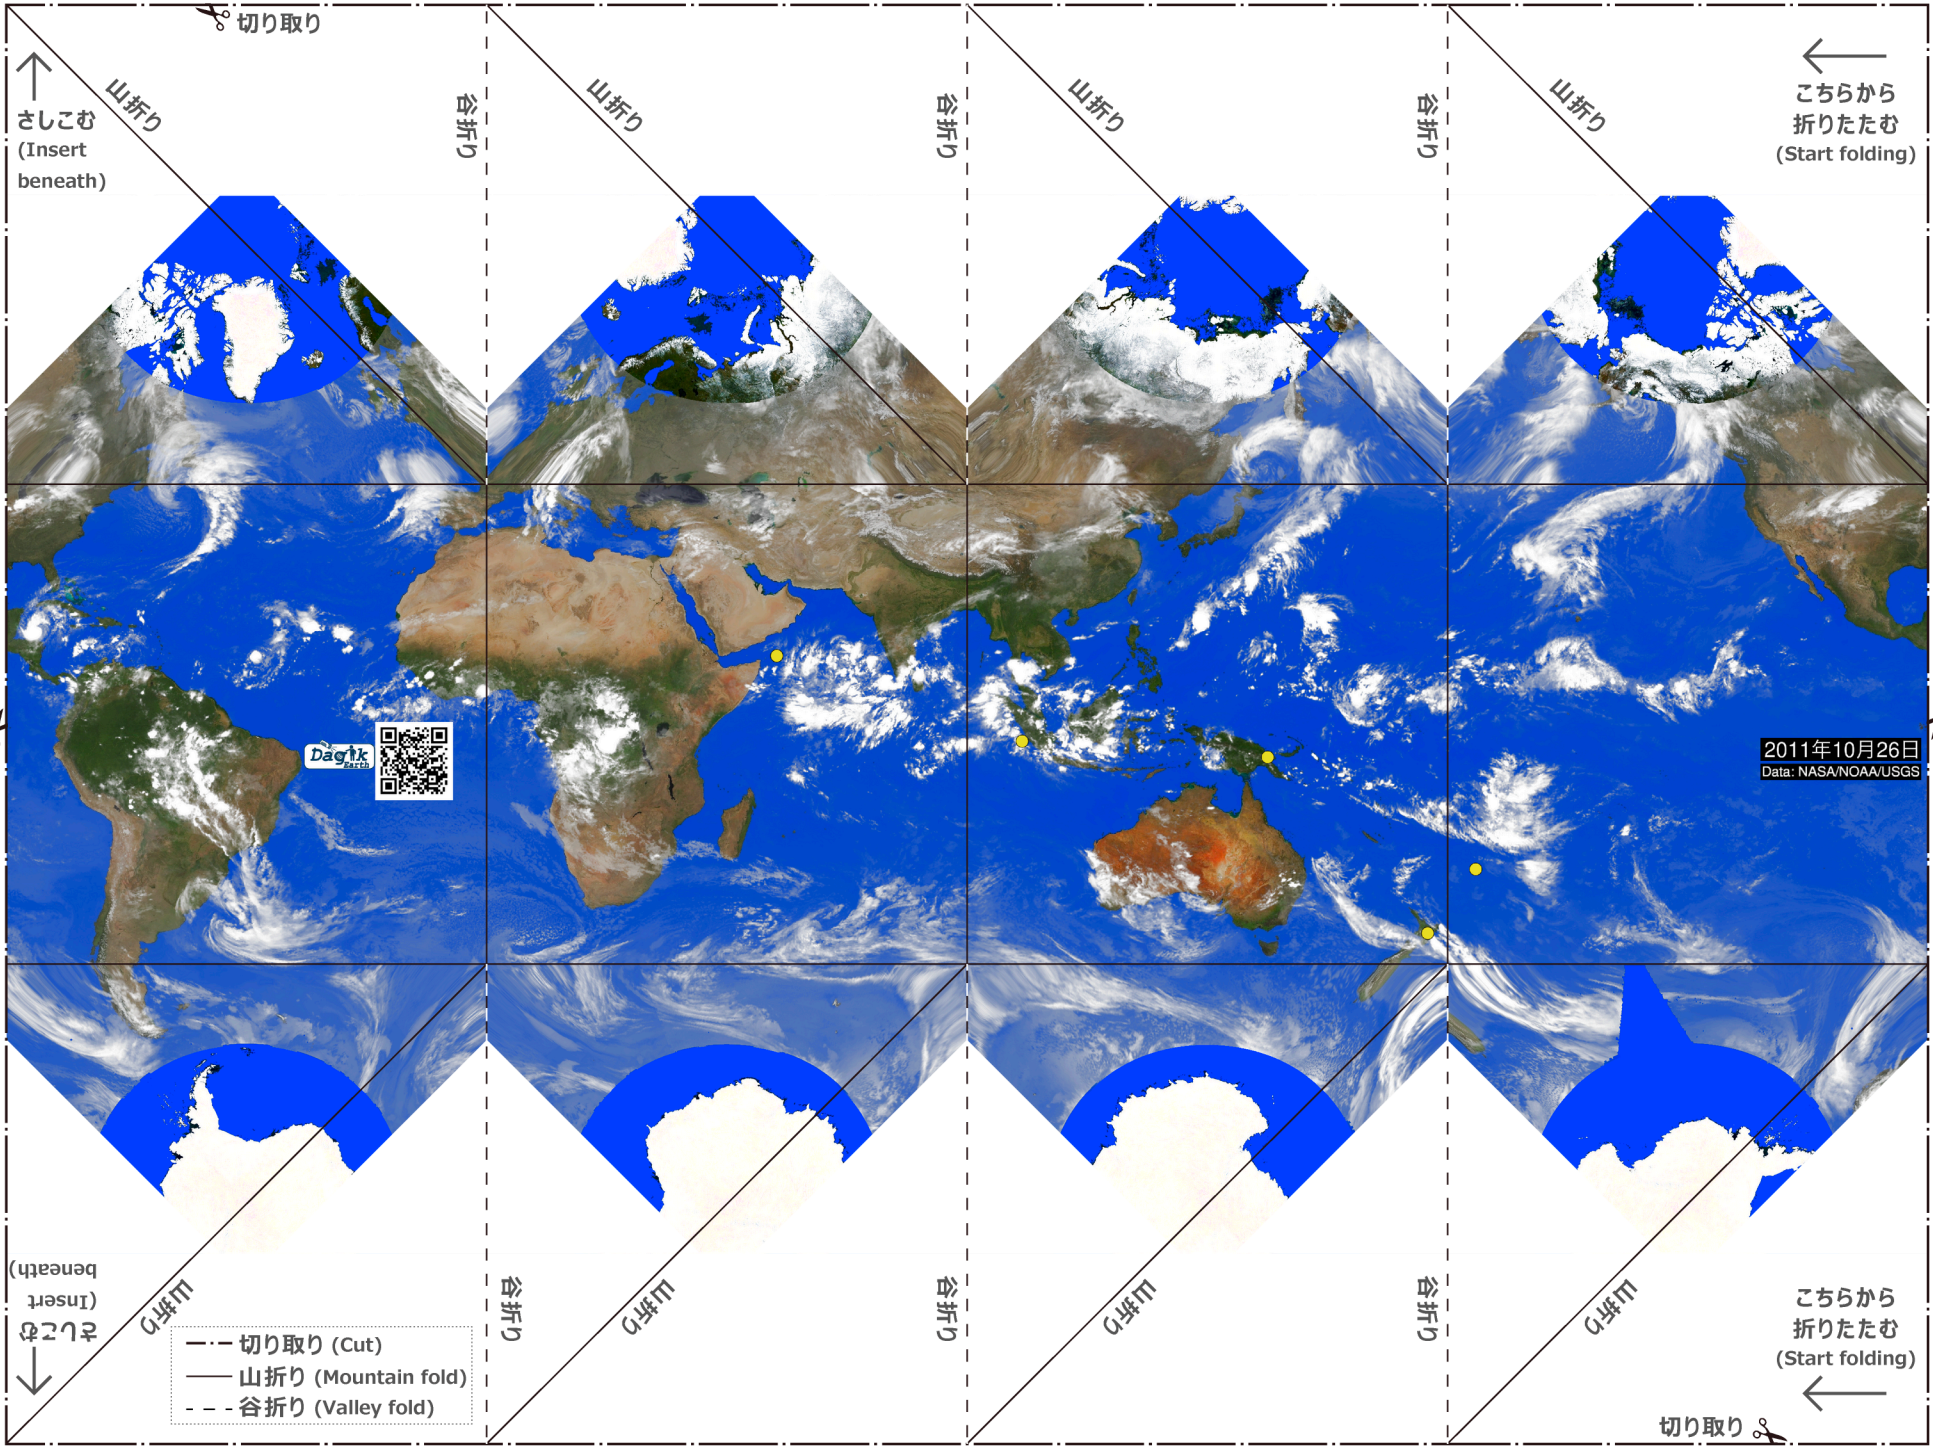 切り取り
山折り
谷折り
山折り
谷折り
山折り
谷折り
山折り
さしこむ
(Insert
beneath)
こちらから
折りたたむ
(Start folding)
Dagik
Earth
2011年10月26日
Data: NASA/NOAA/USGS
さしこむ
(Insert
beneath)
山折り
谷折り
山折り
谷折り
山折り
谷折り
山折り
切り取り (Cut)
山折り (Mountain fold)
谷折り (Valley fold)
こちらから
折りたたむ
(Start folding)
切り取り